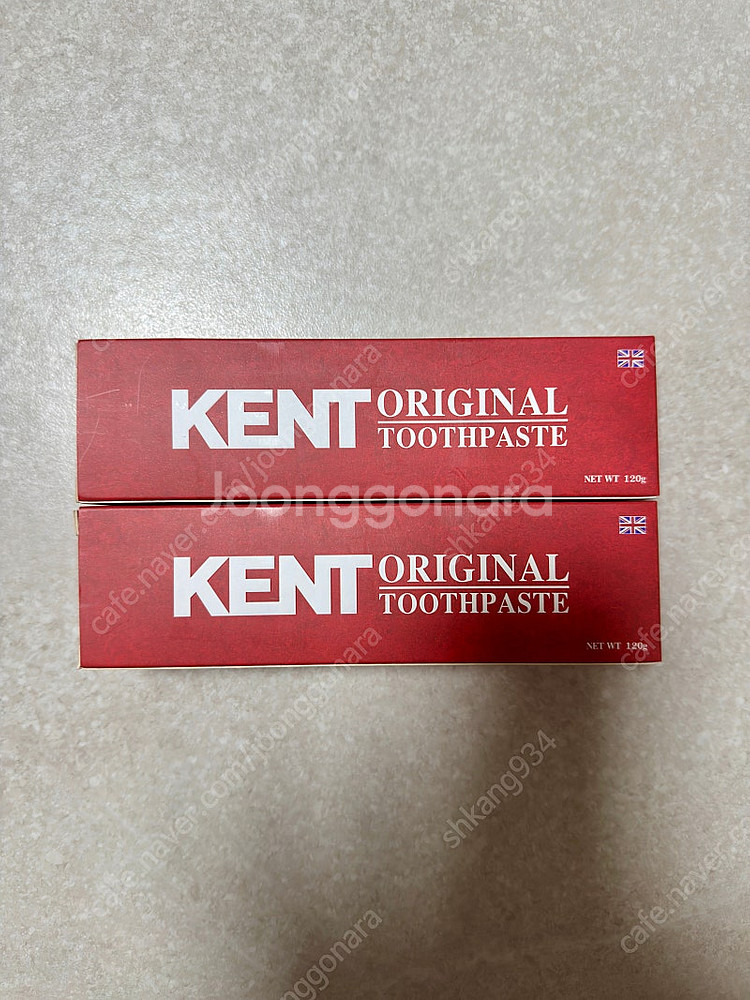 KENT ORIGINAL
TOOTHPASTE
NET WT 120g
Joonggonara
KENT ORIGINAL
TOOTHPASTE
NET WT 120g
cafe.naver.com/joonggonara
shkang934